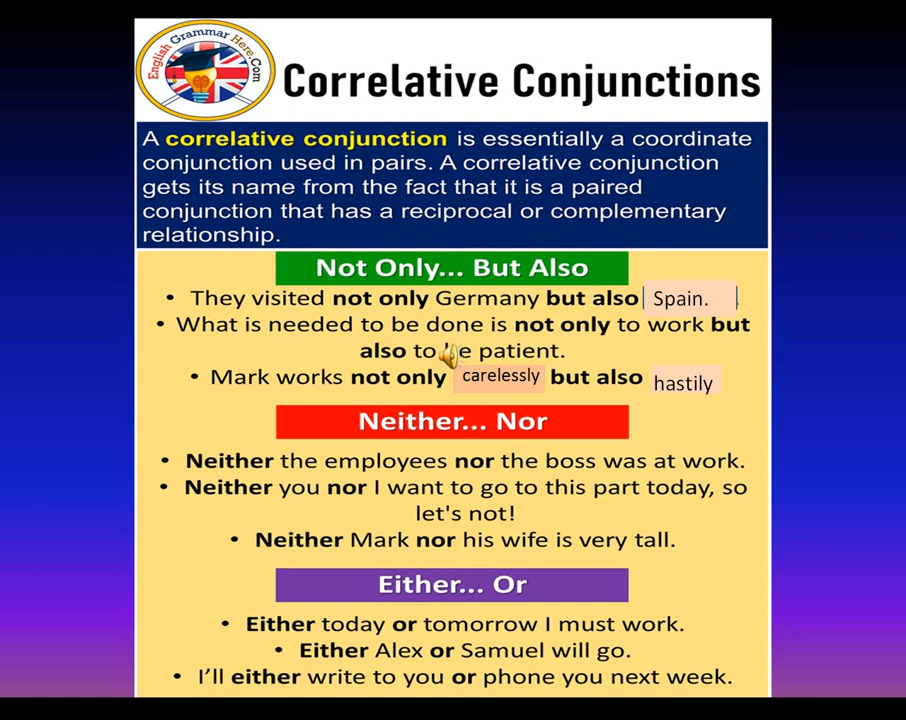 English Grammar Here.Com
Correlative Conjunctions
A correlative conjunction is essentially a coordinate
conjunction used in pairs. A correlative conjunction
gets its name from the fact that it is a paired
conjunction that has a reciprocal or complementary
relationship.
Not Only... But Also
• They visited not only Germany but also Spain.
• What is needed to be done is not only to work but
also to be patient.
• Mark works not only carelessly but also hastily
Neither... Nor
• Neither the employees nor the boss was at work.
• Neither you nor I want to go to this part today, so
let's not!
• Neither Mark nor his wife is very tall.
Either... Or
• Either today or tomorrow I must work.
• Either Alex or Samuel will go.
• I'll either write to you or phone you next week.